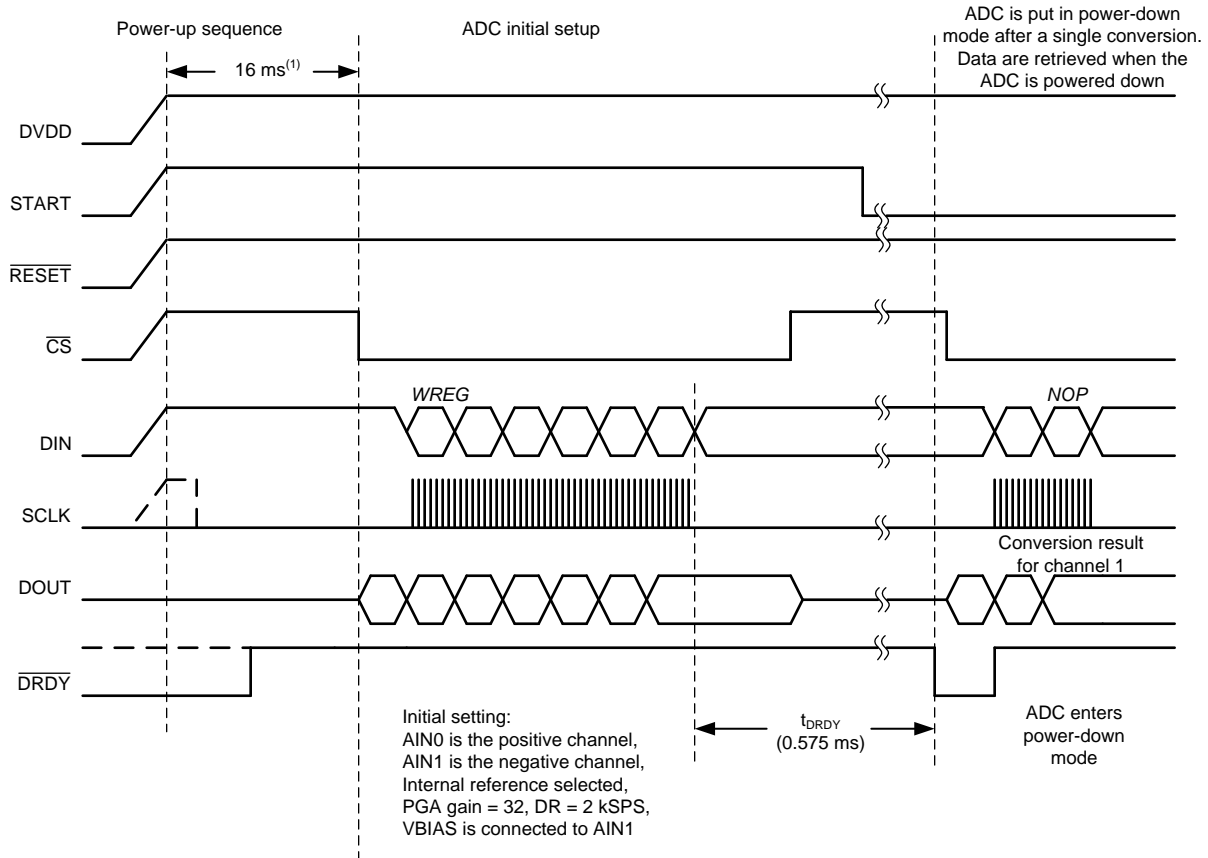 Power-up sequence
ADC initial setup
ADC is put in power-down
mode after a single conversion.
Data are retrieved when the
ADC is powered down
16 ms(1)
DVDD
START
RESET
CS
WREG
NOP
DIN
SCLK
Conversion result
for channel 1
DOUT
DRDY
Initial setting:
AIN0 is the positive channel,
AIN1 is the negative channel,
Internal reference selected,
PGA gain = 32, DR = 2 kSPS,
VBIAS is connected to AIN1
tDRDY
(0.575 ms)
ADC enters
power-down
mode